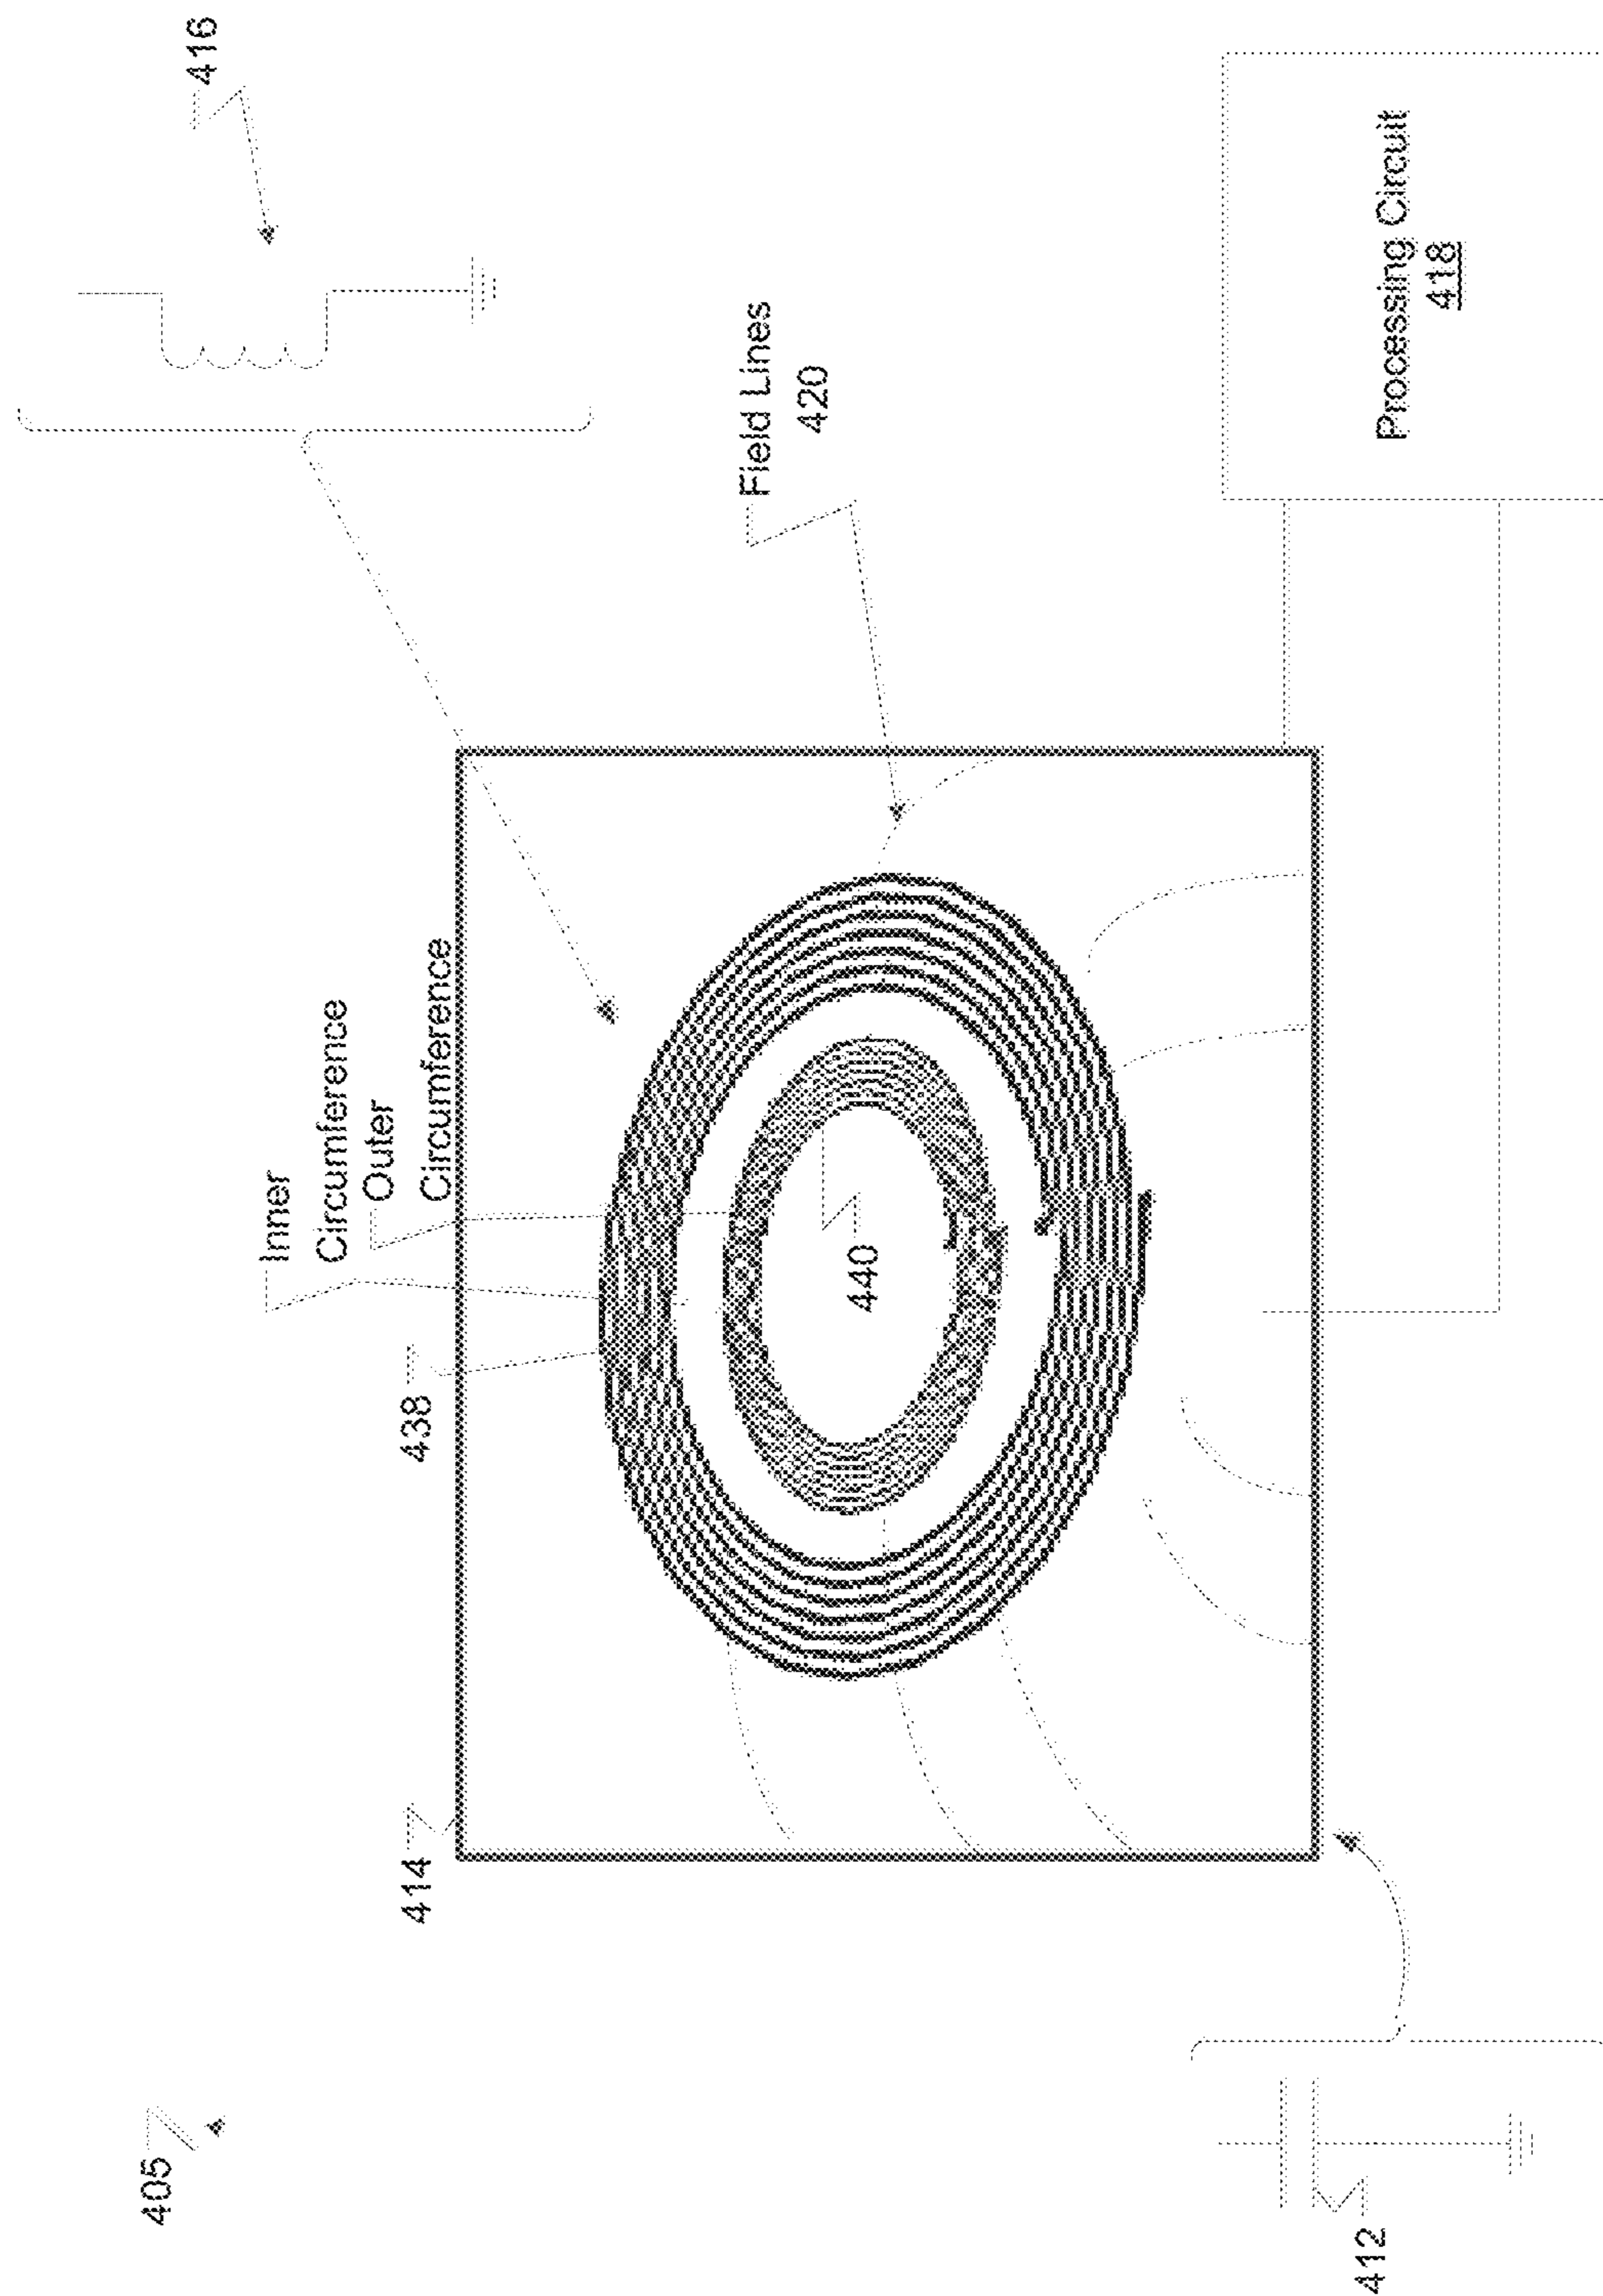 405
416
Inner
Circumference
Outer
Circumference
438
414
Field Lines
420
440
412
Processing Circuit
418